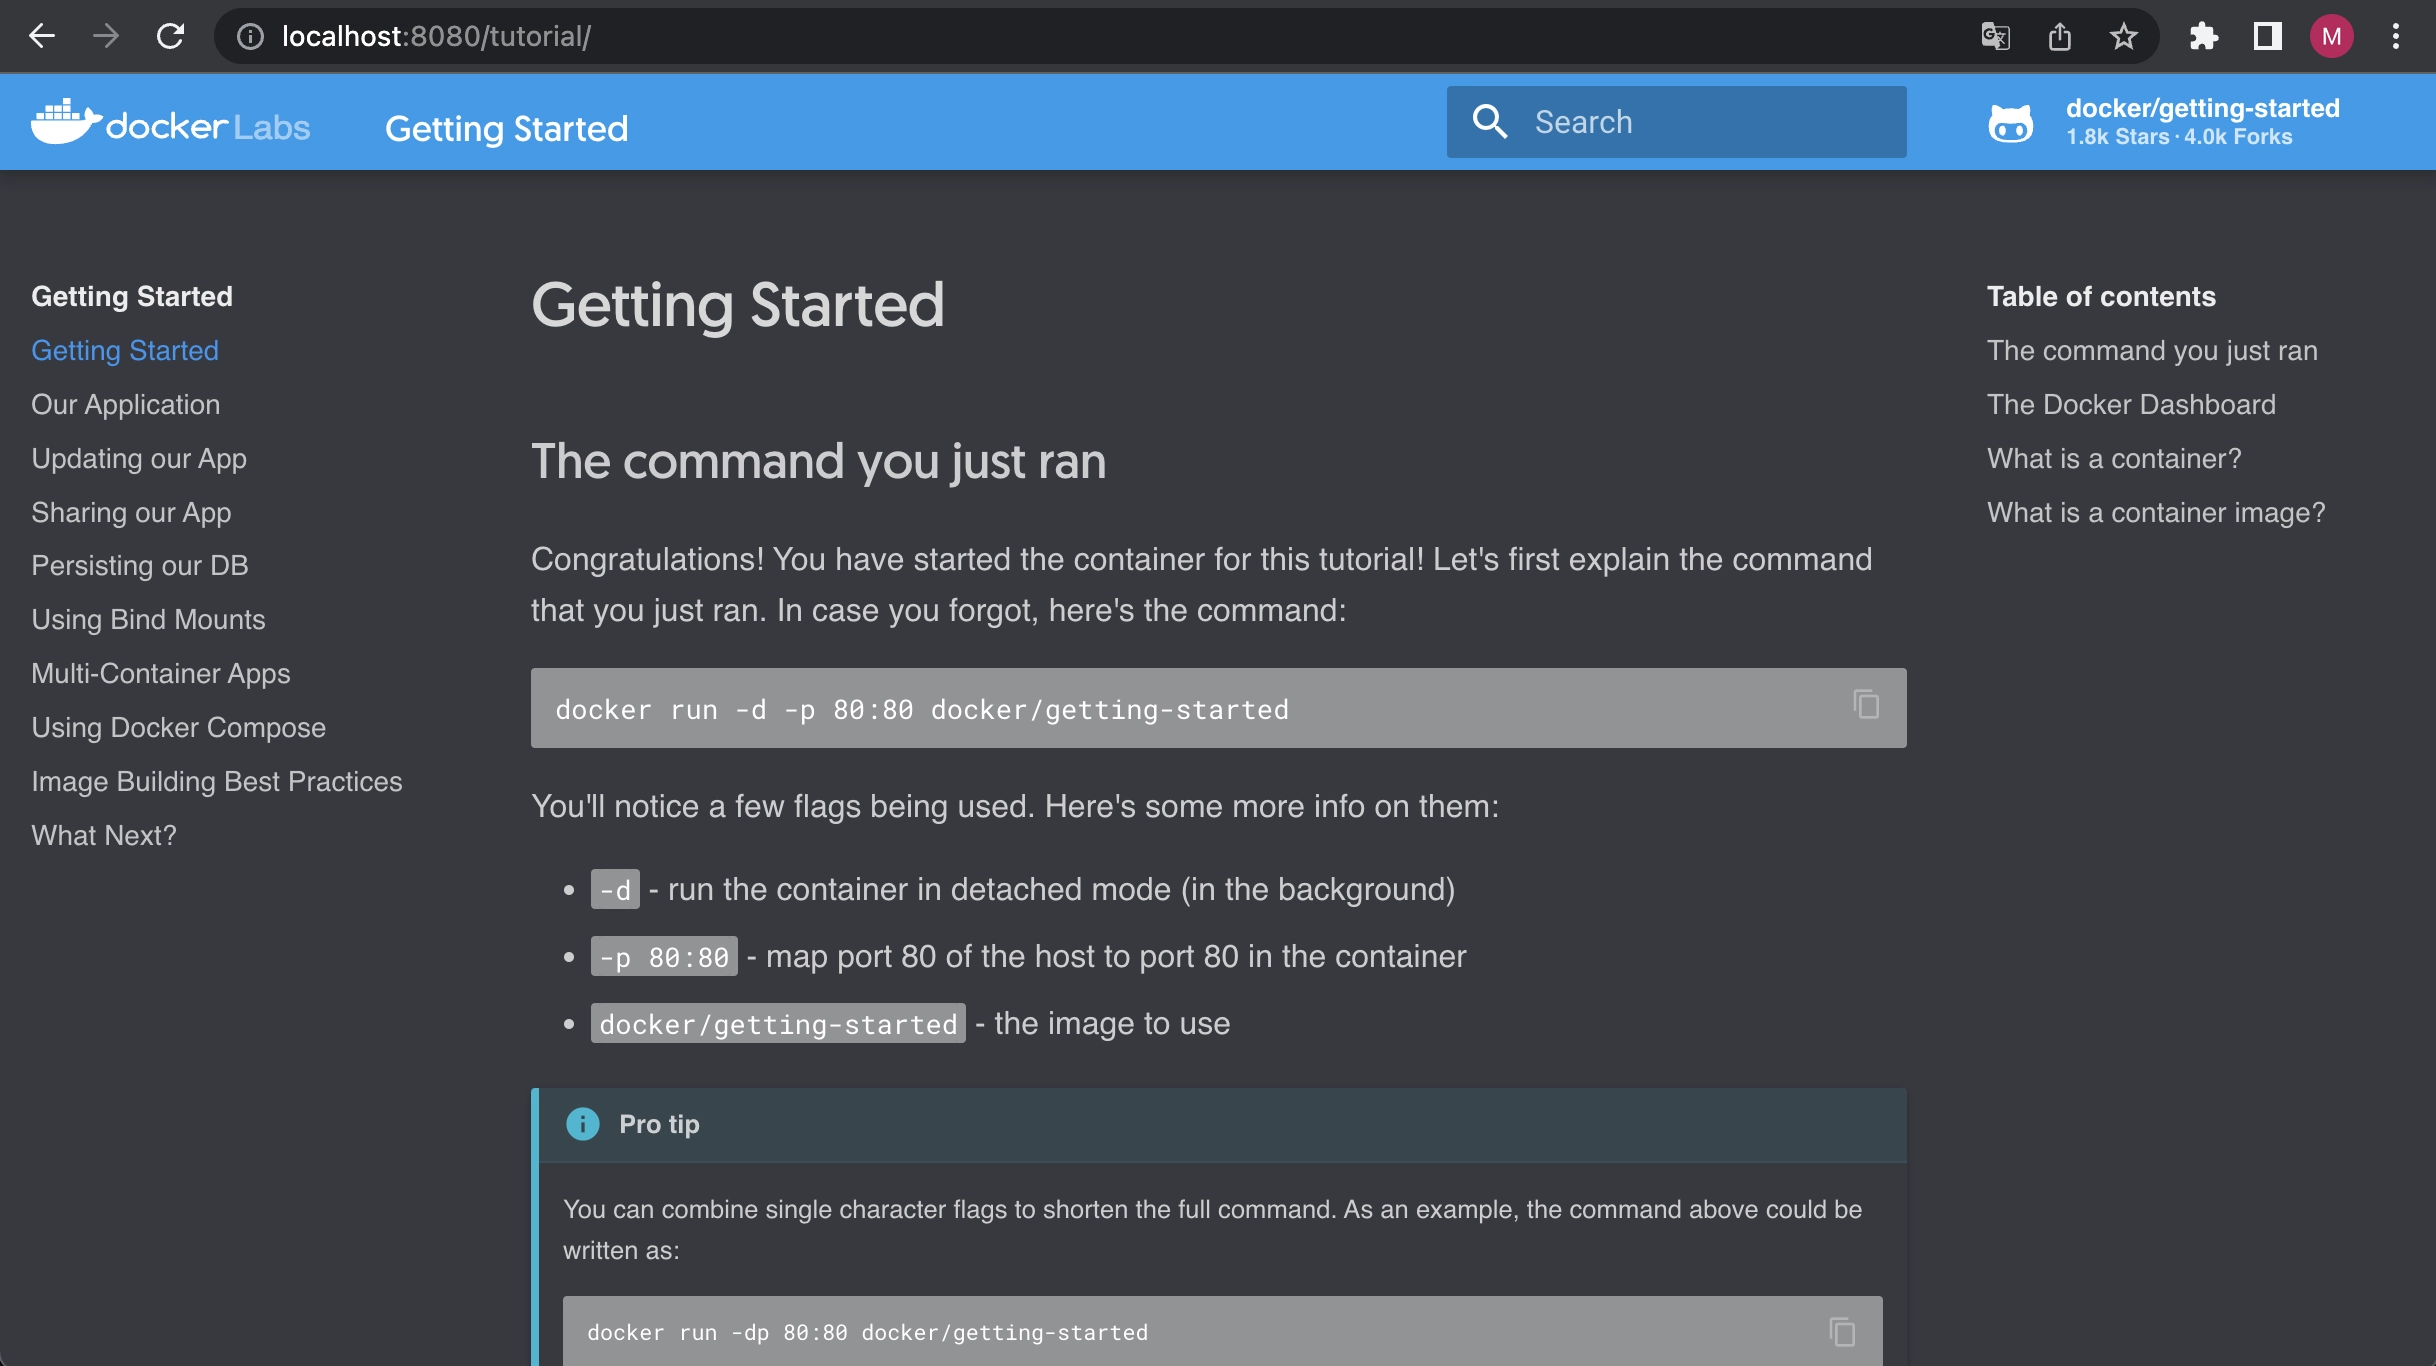 localhost:8080/tutorial/
M
docker Labs
Getting Started
Search
docker/getting-started
1.8k Stars · 4.0k Forks
Getting Started
Getting Started
Our Application
Updating our App
Sharing our App
Persisting our DB
Using Bind Mounts
Multi-Container Apps
Using Docker Compose
Image Building Best Practices
What Next?
Getting Started
The command you just ran
Congratulations! You have started the container for this tutorial! Let's first explain the command
that you just ran. In case you forgot, here's the command:
docker run -d -p 80:80 docker/getting-started
You'll notice a few flags being used. Here's some more info on them:
• -d - run the container in detached mode (in the background)
• -p 80:80 - map port 80 of the host to port 80 in the container
• docker/getting-started - the image to use
Pro tip
You can combine single character flags to shorten the full command. As an example, the command above could be
written as:
docker run -dp 80:80 docker/getting-started
Table of contents
The command you just ran
The Docker Dashboard
What is a container?
What is a container image?